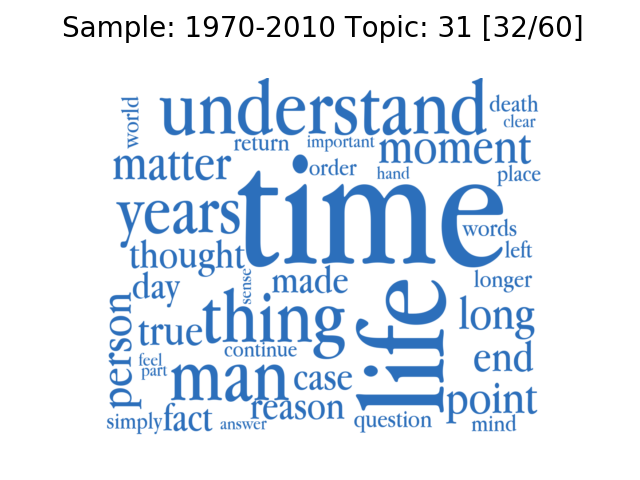 Sample: 1970-2010 Topic: 31 [32/60]
world
understand
death
clear
return
important
moment
matter
order
hand
place
time
years
words
left
thought
sense
made
longer
day
person
thing
life
long
true
continue
feel
part
man
case
end
reason
point
simply
fact
answer
question
mind